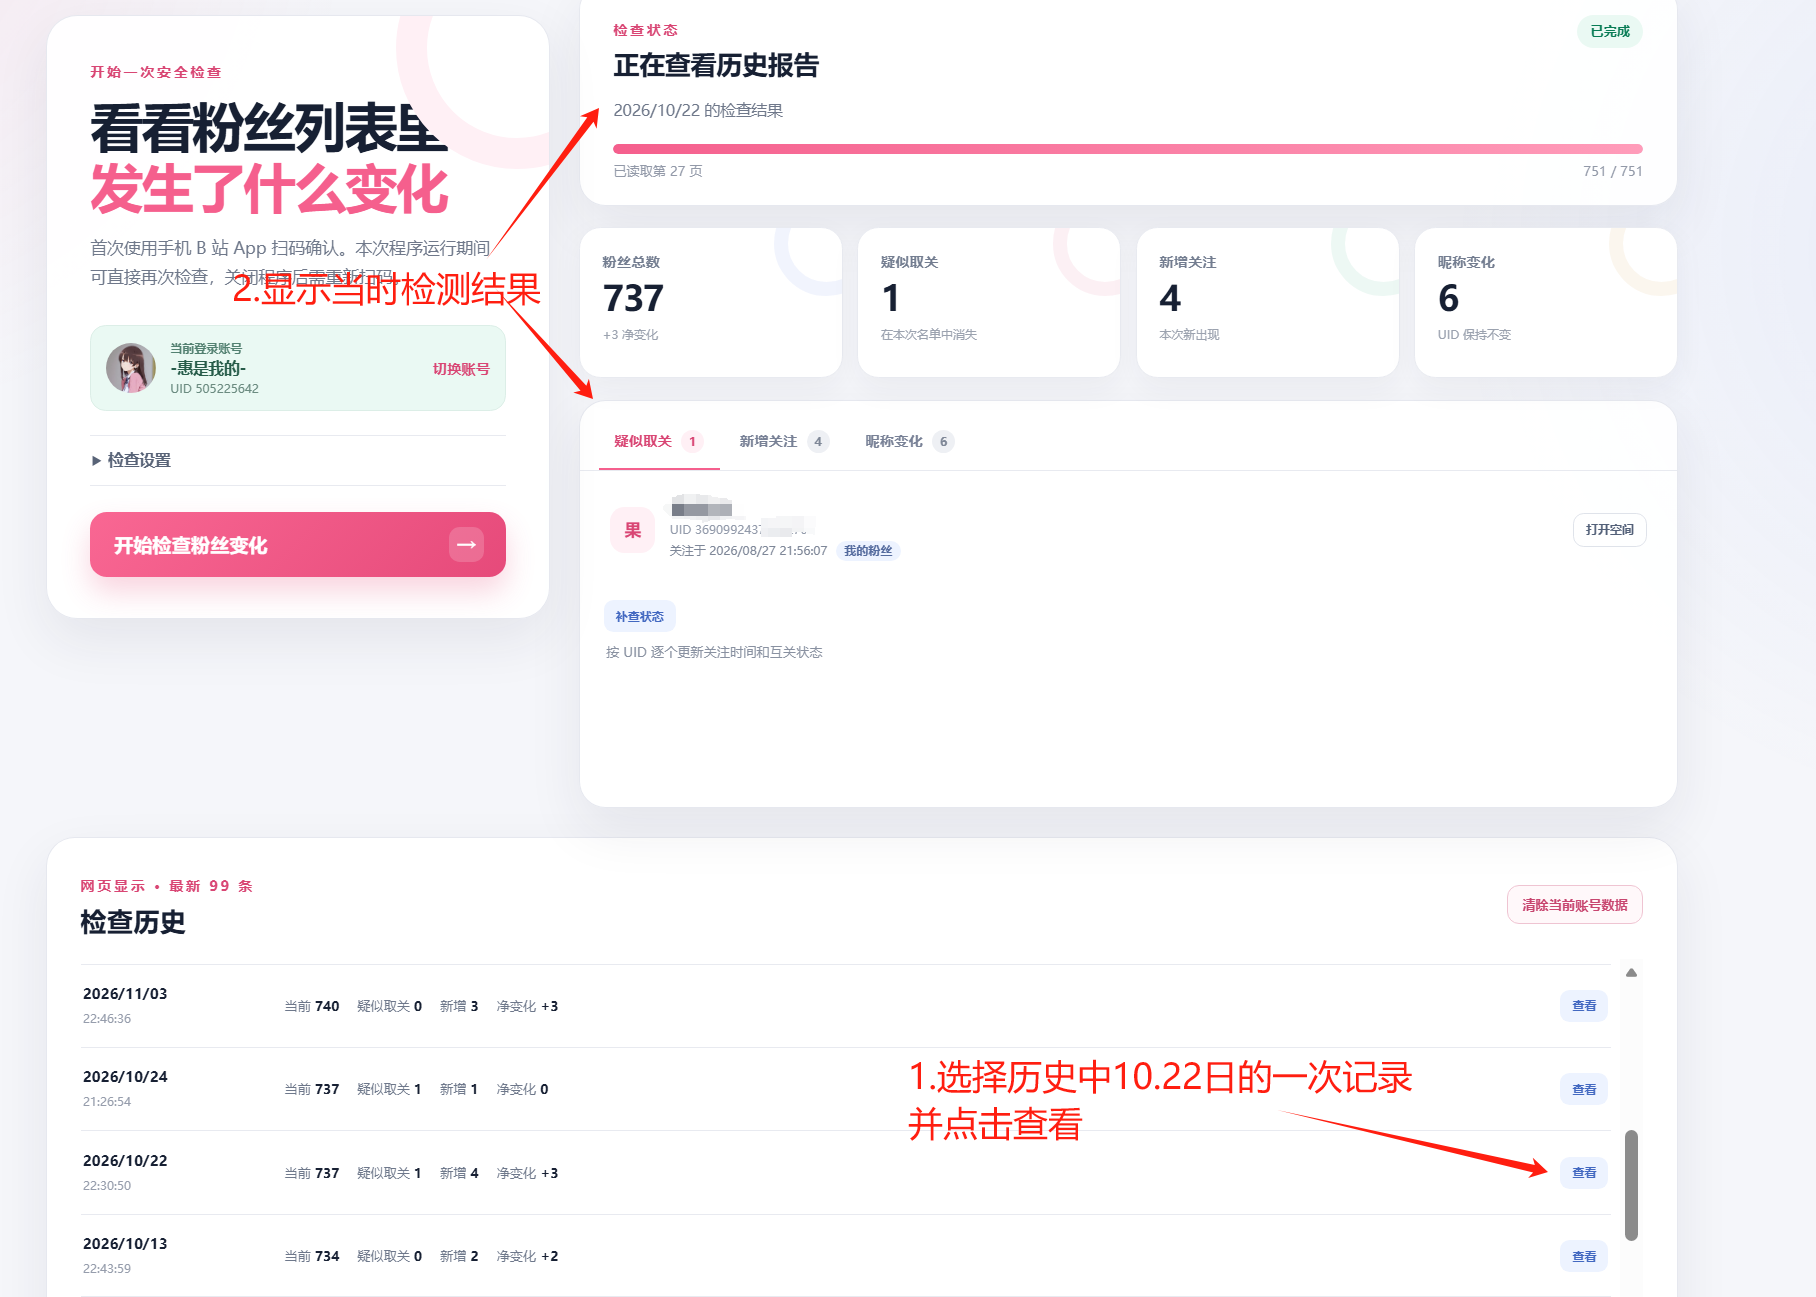 开始一次安全检查
看看粉丝列表里
发生了什么变化
首次使用手机 B 站 App 扫码确认。本次程序运行期间
可直接再次检查，关闭程序后需重新扫码。
2.显示当时检测结果
当前登录账号
-惠是我的-
UID 505225642
切换账号
▶ 检查设置
开始检查粉丝变化 →
检查状态
已完成
正在查看历史报告
2026/10/22 的检查结果
已读取第 27 页
751 / 751
粉丝总数
737
+3 净变化
疑似取关
1
在本次名单中消失
新增关注
4
本次新出现
昵称变化
6
UID 保持不变
疑似取关 1 新增关注 4 昵称变化 6
果
UID 369099243
关注于 2026/08/27 21:56:07 我的粉丝
打开空间
补查状态
按 UID 逐个更新关注时间和互关状态
网页显示 • 最新 99 条
检查历史
清除当前账号数据
2026/11/03
22:46:36
当前 740 疑似取关 0 新增 3 净变化 +3
查看
2026/10/24
21:26:54
当前 737 疑似取关 1 新增 1 净变化 0
查看
1.选择历史中10.22日的一次记录
并点击查看
2026/10/22
22:30:50
当前 737 疑似取关 1 新增 4 净变化 +3
查看
2026/10/13
22:43:59
当前 734 疑似取关 0 新增 2 净变化 +2
查看